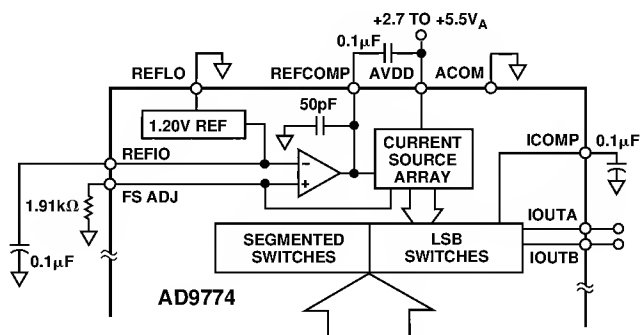 +2.7 TO +5.5VA
0.1µF
REFLO
REFCOMP
AVDD
ACOM
50pF
1.20V REF
CURRENT
SOURCE
ARRAY
ICOMP
0.1µF
REFIO
−
+
FS ADJ
1.91kΩ
IOUTA
SEGMENTED
SWITCHES
LSB
SWITCHES
IOUTB
0.1µF
AD9774